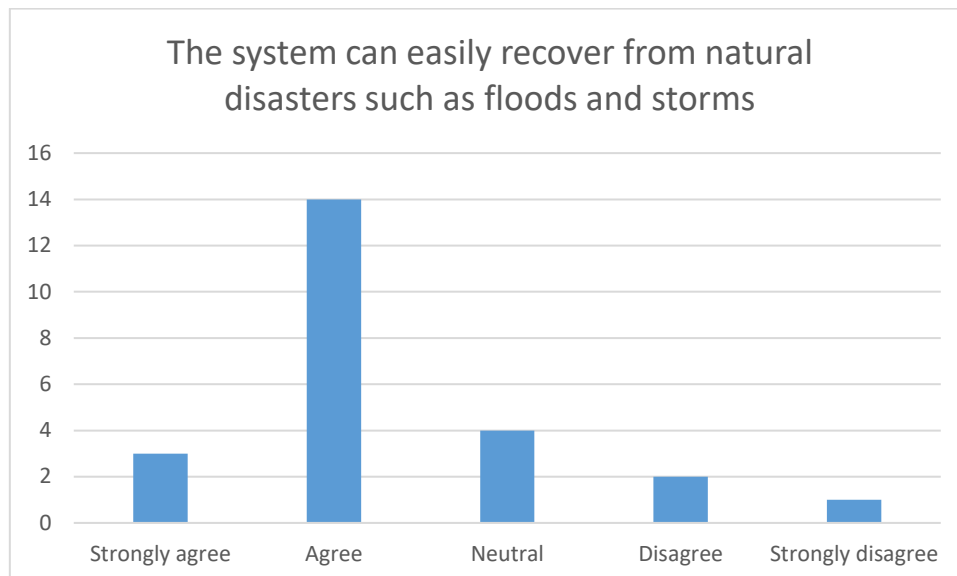 The system can easily recover from natural
disasters such as floods and storms
16
14
12
10
8
6
4
2
0
Strongly agree
Agree
Neutral
Disagree
Strongly disagree